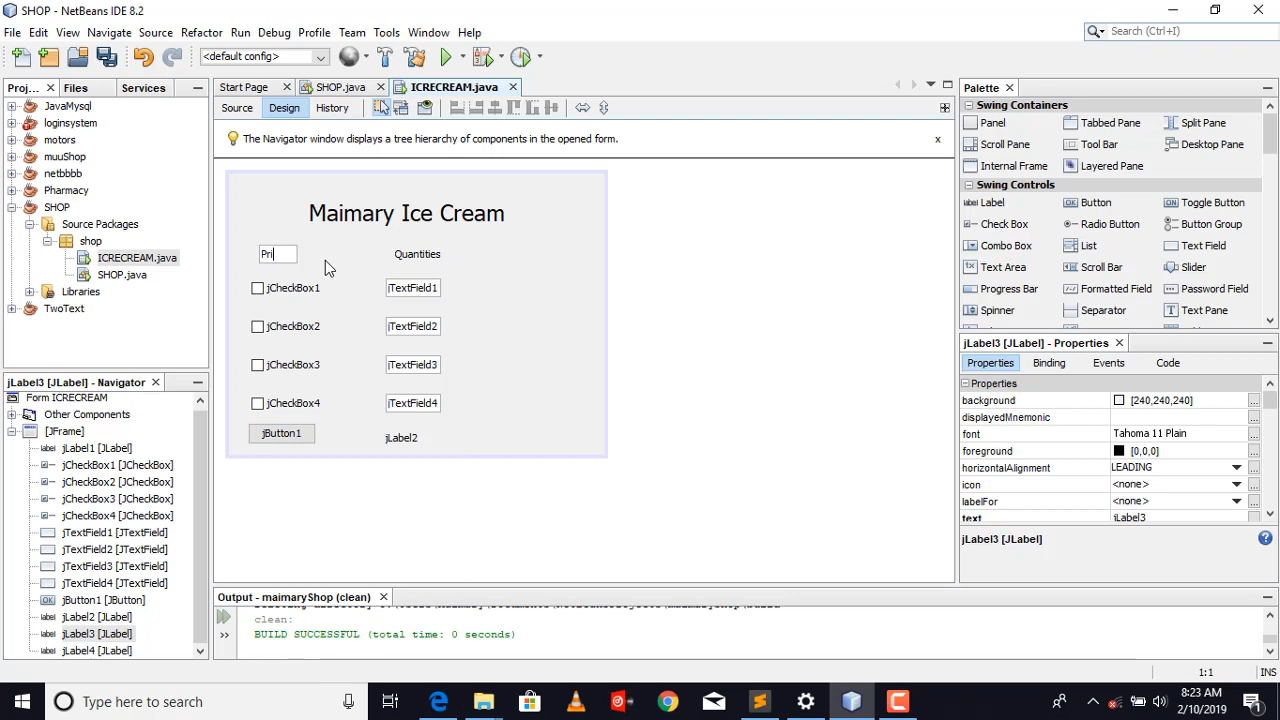 SHOP - NetBeans IDE 8.2
File Edit View Navigate Source Refactor Run Debug Profile Team Tools Window Help
Search (Ctrl+I)
<default config>
Proj... Files Services
Start Page SHOP.java ICRECREAM.java
Source Design History
The Navigator window displays a tree hierarchy of components in the opened form.
x
JavaMysql
loginsystem
motors
muuShop
netbbbb
Pharmacy
SHOP
Source Packages
shop
ICRECREAM.java
SHOP.java
Libraries
TwoText
Maimary Ice Cream
Pri
Quantities
jCheckBox1 jTextField1
jCheckBox2 jTextField2
jCheckBox3 jTextField3
jCheckBox4 jTextField4
jButton1 jLabel2
Palette
Swing Containers
Panel Tabbed Pane Split Pane
Scroll Pane Tool Bar Desktop Pane
Internal Frame Layered Pane
Swing Controls
Label Button Toggle Button
Check Box Radio Button Button Group
Combo Box List Text Field
Text Area Scroll Bar Slider
Progress Bar Formatted Field Password Field
Spinner Separator Text Pane
jLabel3 [JLabel] - Properties
Properties Binding Events Code
Properties
background [240,240,240] ...
displayedMnemonic ...
font Tahoma 11 Plain ...
foreground [0,0,0] ...
horizontalAlignment LEADING ...
icon <none> ...
labelFor <none> ...
text jLabel3
jLabel3 [JLabel]
jLabel3 [JLabel] - Navigator
Form ICRECREAM
Other Components
[JFrame]
jLabel1 [JLabel]
jCheckBox1 [JCheckBox]
jCheckBox2 [JCheckBox]
jCheckBox3 [JCheckBox]
jCheckBox4 [JCheckBox]
jTextField1 [JTextField]
jTextField2 [JTextField]
jTextField3 [JTextField]
jTextField4 [JTextField]
jButton1 [JButton]
jLabel2 [JLabel]
jLabel3 [JLabel]
jLabel4 [JLabel]
Output - maimaryShop (clean)
clean:
BUILD SUCCESSFUL (total time: 0 seconds)
1:1 INS
Type here to search
8:23 AM
2/10/2019